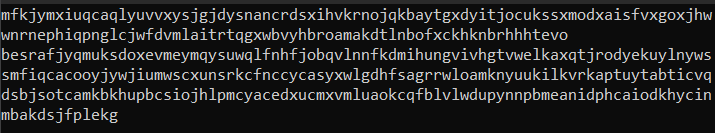 mfkjymxiuqcaqlyuvvxysjgjdysnancrdsxihvkrnojqkbaytgxdyitjocukssxmodxaisfvxgoxjhw
wnrnephiqpnglcjwfdvmlaitrtqgxwbvyhbroamakdtlnbofxckhknbrhhhtevo
besrafjyqmuksdoxevmeymqysuwqlfnhfjobqvlnnfkdmihungvivhgtvwelkaxqtjrodyekuylnyws
smfiqcacooyjywjiumwscxunsrkcfnccycasyxwlgdhfsagrrwloamknyuukilkvrkaptuytabticvq
dsbjsotcamkbkhupbcsiojhlpmcyacedxucmxvmluaokcqfblvlwdupynnpbmeanidphcaiodkhycin
mbakdsjfplekg